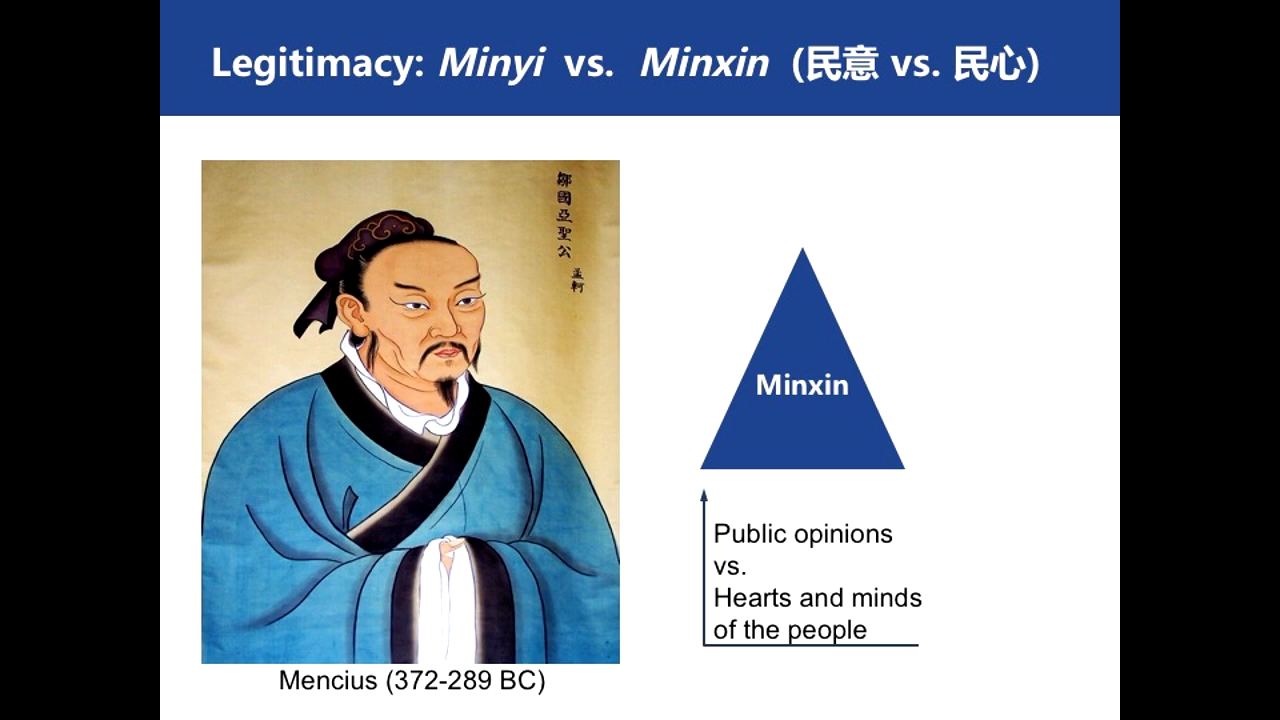 Legitimacy: Minyi vs. Minxin (民意 vs. 民心)
鄒國亞聖公
孟軻
Minxin
Public opinions
vs.
Hearts and minds
of the people
Mencius (372-289 BC)